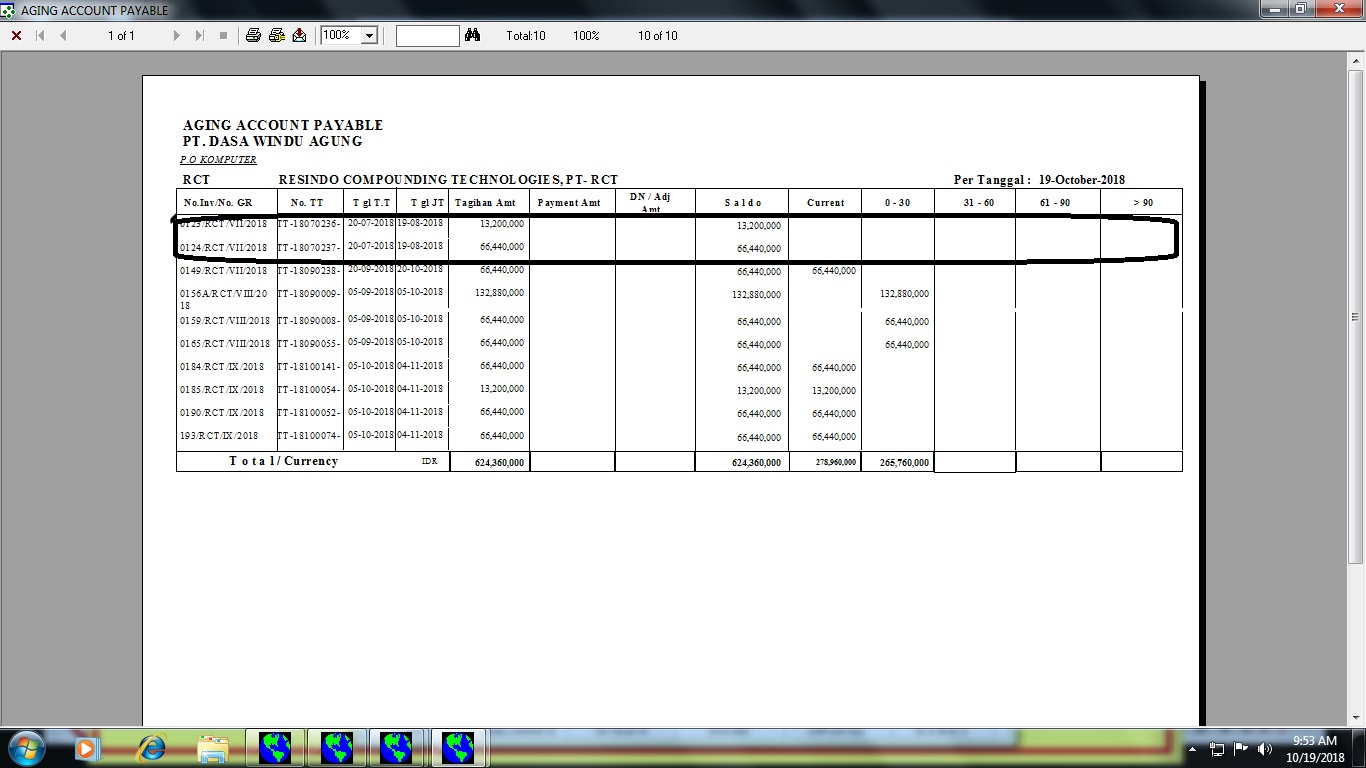 AGING ACCOUNT PAYABLE
1 of 1 100% Total:10 100% 10 of 10
AGING ACCOUNT PAYABLE
PT. DASA WINDU AGUNG
P.O KOMPUTER
RCT RESINDO COMPOUNDING TECHNOLOGIES, PT- RCT Per Tanggal : 19-October-2018
No.Inv/No. GR No. TT T gl T.T T gl JT Tagihan Amt Payment Amt DN / Adj Amt S a l d o Current 0 - 30 31 - 60 61 - 90 > 90
0123/RCT/VII/2018 TT-18070236- 20-07-2018 19-08-2018 13,200,000 13,200,000
0124/RCT/VII/2018 TT-18070237- 20-07-2018 19-08-2018 66,440,000 66,440,000
0149/RCT/VII/2018 TT-18090238- 20-09-2018 20-10-2018 66,440,000 66,440,000 66,440,000
0156A/RCT/VIII/20 TT-18090009- 05-09-2018 05-10-2018 132,880,000 132,880,000 132,880,000
18
0159/RCT/VIII/2018 TT-18090008- 05-09-2018 05-10-2018 66,440,000 66,440,000 66,440,000
0165/RCT/VIII/2018 TT-18090055- 05-09-2018 05-10-2018 66,440,000 66,440,000 66,440,000
0184/RCT/IX/2018 TT-18100141- 05-10-2018 04-11-2018 66,440,000 66,440,000 66,440,000
0185/RCT/IX/2018 TT-18100054- 05-10-2018 04-11-2018 13,200,000 13,200,000 13,200,000
0190/RCT/IX/2018 TT-18100052- 05-10-2018 04-11-2018 66,440,000 66,440,000 66,440,000
193/RCT/IX/2018 TT-18100074- 05-10-2018 04-11-2018 66,440,000 66,440,000 66,440,000
T o t a l / Currency IDR 624,360,000 624,360,000 278,960,000 265,760,000
9:53 AM
10/19/2018